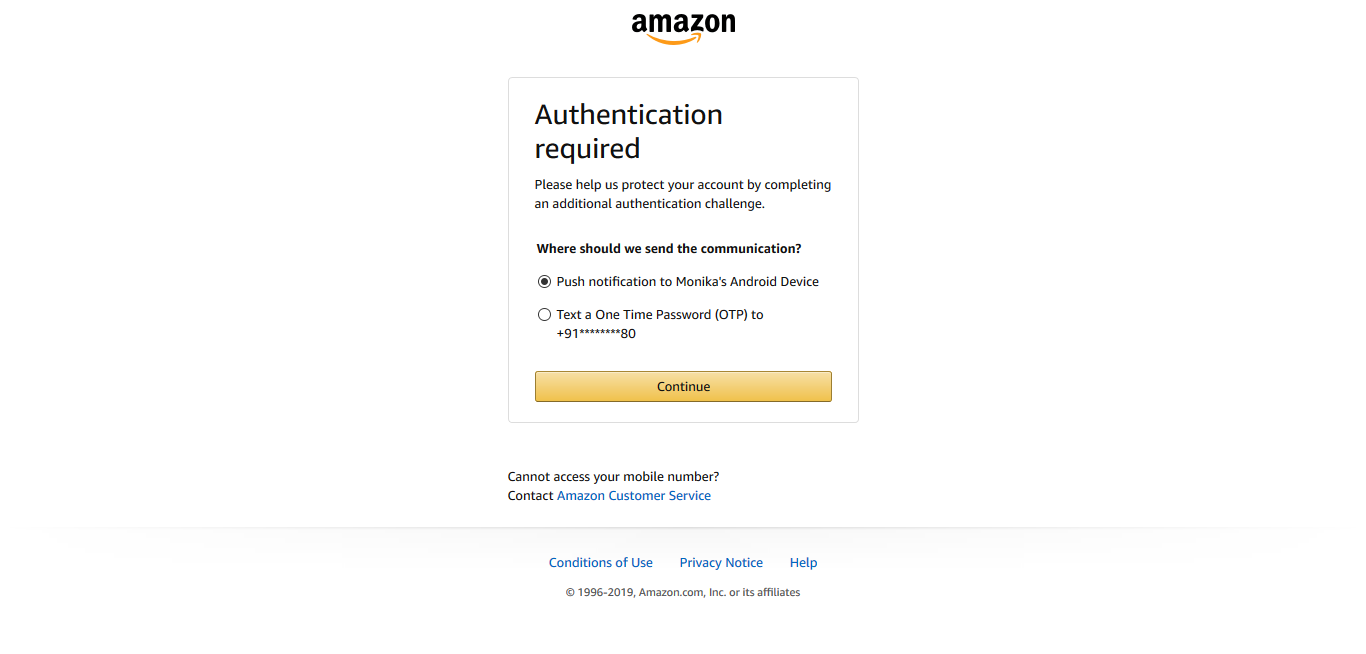 amazon
Authentication
required
Please help us protect your account by completing
an additional authentication challenge.
Where should we send the communication?
Push notification to Monika's Android Device
Text a One Time Password (OTP) to
+91********80
Continue
Cannot access your mobile number?
Contact Amazon Customer Service
Conditions of Use Privacy Notice Help
© 1996-2019, Amazon.com, Inc. or its affiliates